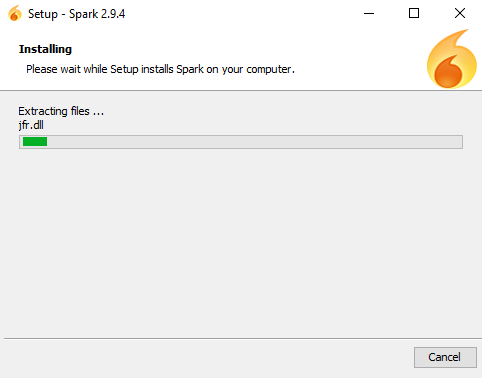 Setup - Spark 2.9.4
Installing
Please wait while Setup installs Spark on your computer.
Extracting files ...
jfr.dll
Cancel